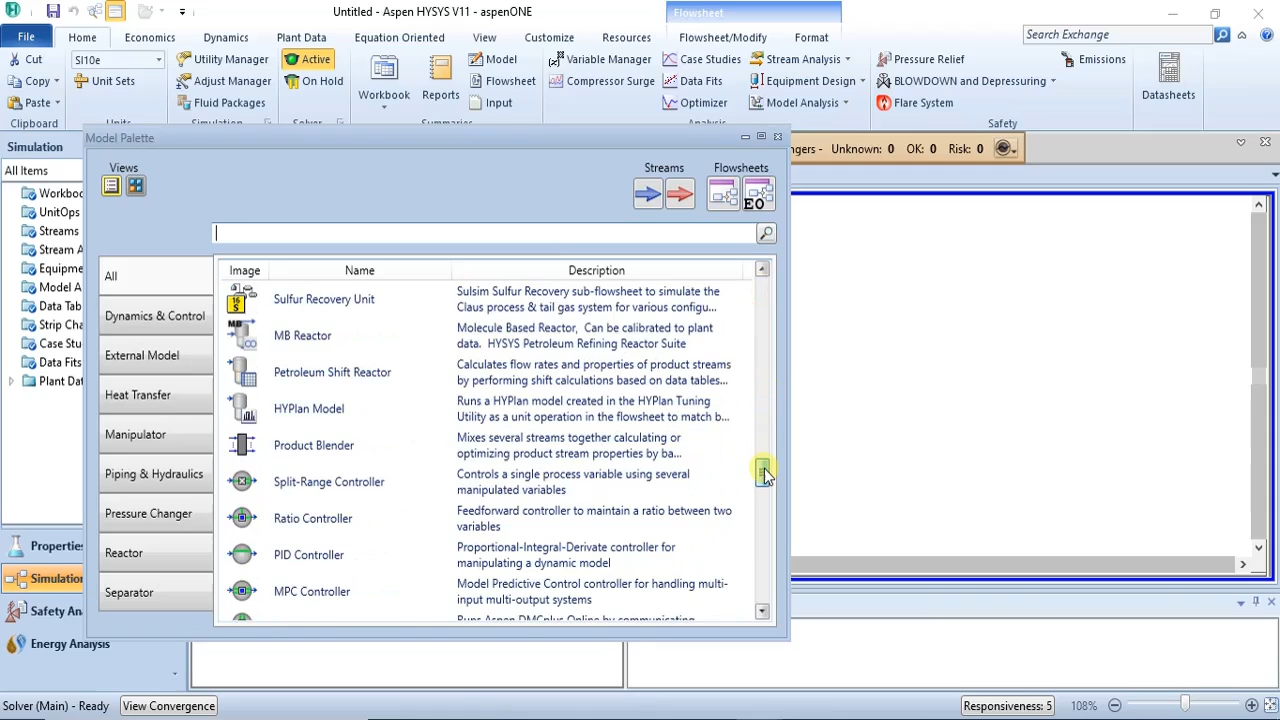 Untitled - Aspen HYSYS V11 - aspenONE
Flowsheet
File
Home
Economics
Dynamics
Plant Data
Equation Oriented
View
Customize
Resources
Flowsheet/Modify
Format
Search Exchange
Cut
SI10e
Utility Manager
Active
Model
Variable Manager
Case Studies
Stream Analysis
Pressure Relief
Emissions
Copy
Unit Sets
Adjust Manager
On Hold
Workbook
Reports
Flowsheet
Compressor Surge
Data Fits
Equipment Design
BLOWDOWN and Depressuring
Datasheets
Paste
Fluid Packages
Input
Optimizer
Model Analysis
Flare System
Clipboard
Units
Simulation
Solver
Summaries
Analysis
Safety
Simulation
Model Palette
ngers - Unknown: 0 OK: 0 Risk: 0
All Items
Views
Streams
Flowsheets
EO
Workboo
UnitOps
Streams
Stream A
Equipme
Model A
Data Tab
Strip Cha
Case Stu
Data Fits
Plant Dat
All
Dynamics & Control
External Model
Heat Transfer
Manipulator
Piping & Hydraulics
Pressure Changer
Reactor
Separator
Image Name Description
16
S
Sulfur Recovery Unit
Sulsim Sulfur Recovery sub-flowsheet to simulate the
Claus process & tail gas system for various configu...
MB
MB Reactor
Molecule Based Reactor, Can be calibrated to plant
data. HYSYS Petroleum Refining Reactor Suite
Petroleum Shift Reactor
Calculates flow rates and properties of product streams
by performing shift calculations based on data tables...
HYPlan Model
Runs a HYPlan model created in the HYPlan Tuning
Utility as a unit operation in the flowsheet to match b...
Product Blender
Mixes several streams together calculating or
optimizing product stream properties by ba...
Split-Range Controller
Controls a single process variable using several
manipulated variables
Ratio Controller
Feedforward controller to maintain a ratio between two
variables
PID Controller
Proportional-Integral-Derivate controller for
manipulating a dynamic model
MPC Controller
Model Predictive Control controller for handling multi-
input multi-output systems
Runs Aspen DMCplus Online by communicating
Properties
Simulation
Safety Ana
Energy Analysis
Solver (Main) - Ready
View Convergence
Responsiveness: 5
108%